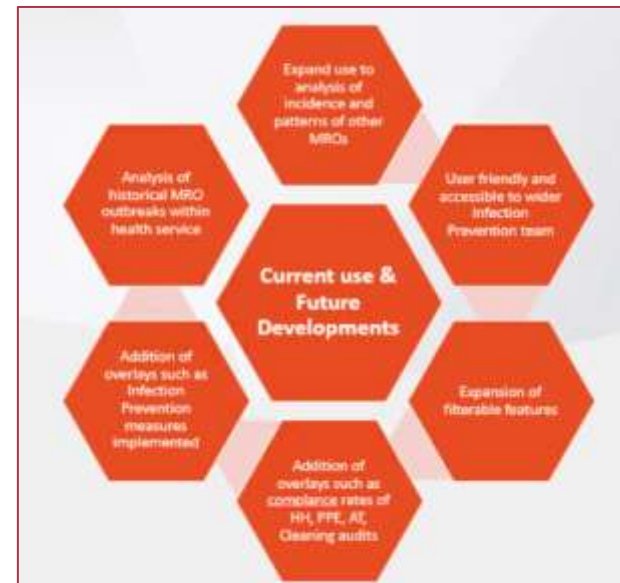 Expand use to
analysis of
incidence and
patterns of other
MROs
User friendly and
accessible to wider
Infection
Prevention team
Expansion of
filterable features
Addition of
overlays such as
compliance rates of
HH, PPE, AT,
Cleaning audits
Addition of
overlays such as
Infection
Prevention
measures
implemented
Analysis of
historical MRO
outbreaks within
health service
Current use &
Future
Developments